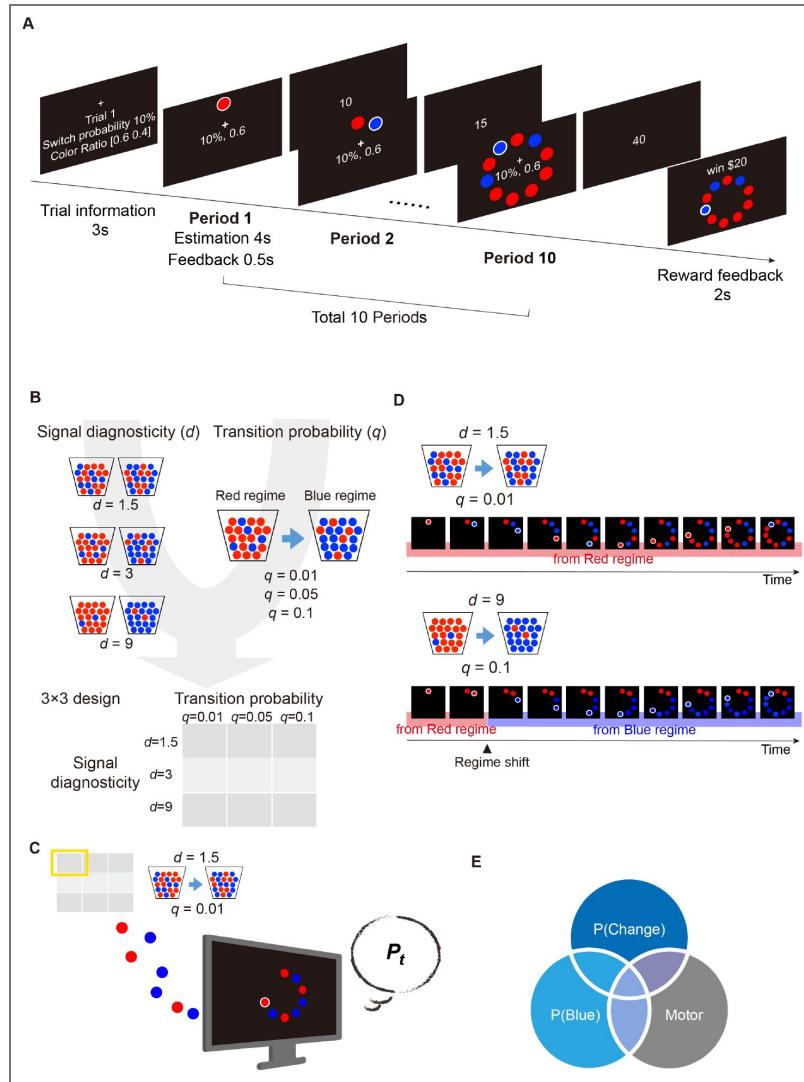 A
+
Trial 1
Switch probability 10%
Color Ratio [0.6 0.4]
+
10%, 0.6
10
+
10%, 0.6
15
+
10%, 0.6
40
win $20
Trial information
3s
Period 1
Estimation 4s
Feedback 0.5s
Period 2
......
Period 10
Reward feedback
2s
Total 10 Periods
B
Signal diagnosticity (d)
d = 1.5
d = 3
d = 9
Transition probability (q)
Red regime Blue regime
q = 0.01
q = 0.05
q = 0.1
3×3 design
Transition probability
q=0.01 q=0.05 q=0.1
Signal
diagnosticity
d=1.5
d=3
d=9
C
d = 1.5
q = 0.01
Pt
D
d = 1.5
q = 0.01
from Red regime
Time
d = 9
q = 0.1
from Red regime
from Blue regime
Time
Regime shift
E
P(Change)
P(Blue)
Motor